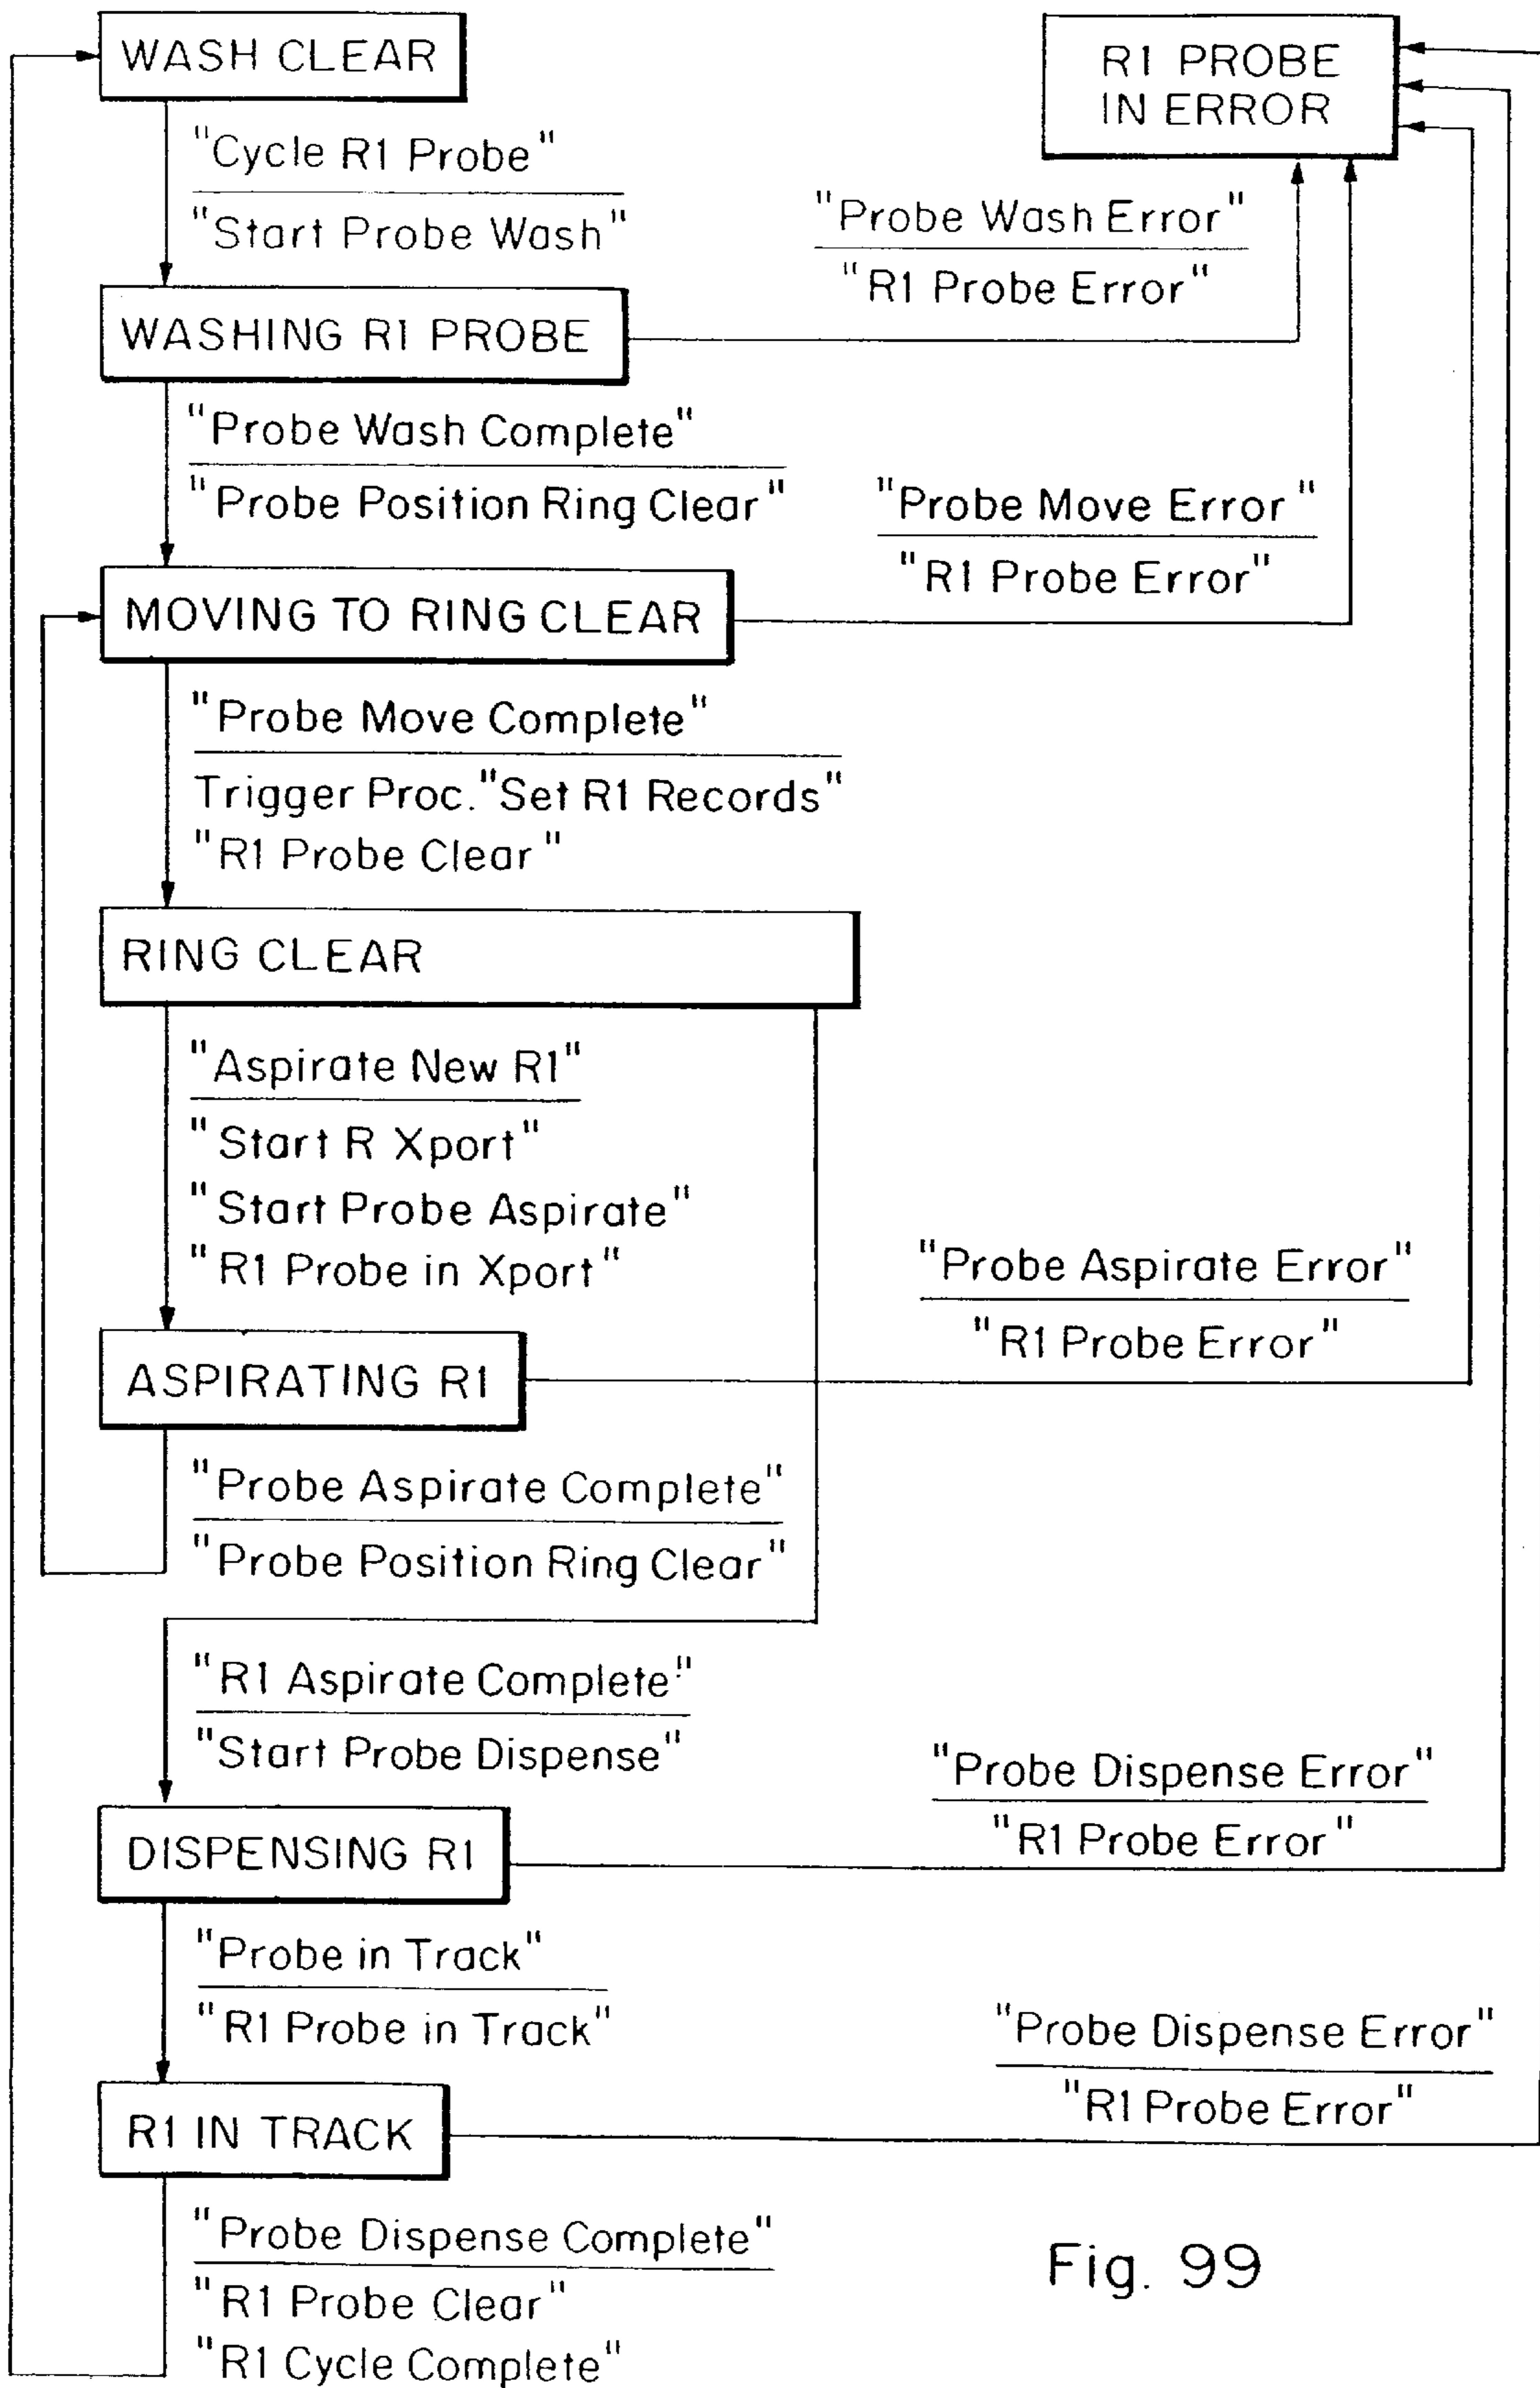 WASH CLEAR
R1 PROBE
IN ERROR
"Cycle R1 Probe"
"Start Probe Wash"
"Probe Wash Error"
"R1 Probe Error"
WASHING R1 PROBE
"Probe Wash Complete"
"Probe Position Ring Clear"
"Probe Move Error"
"R1 Probe Error"
MOVING TO RING CLEAR
"Probe Move Complete"
Trigger Proc."Set R1 Records"
"R1 Probe Clear"
RING CLEAR
"Aspirate New R1"
"Start R Xport"
"Start Probe Aspirate"
"R1 Probe in Xport"
"Probe Aspirate Error"
"R1 Probe Error"
ASPIRATING R1
"Probe Aspirate Complete"
"Probe Position Ring Clear"
"R1 Aspirate Complete"
"Start Probe Dispense"
"Probe Dispense Error"
"R1 Probe Error"
DISPENSING R1
"Probe in Track"
"R1 Probe in Track"
"Probe Dispense Error"
"R1 Probe Error"
R1 IN TRACK
"Probe Dispense Complete"
"R1 Probe Clear"
"R1 Cycle Complete"
Fig. 99